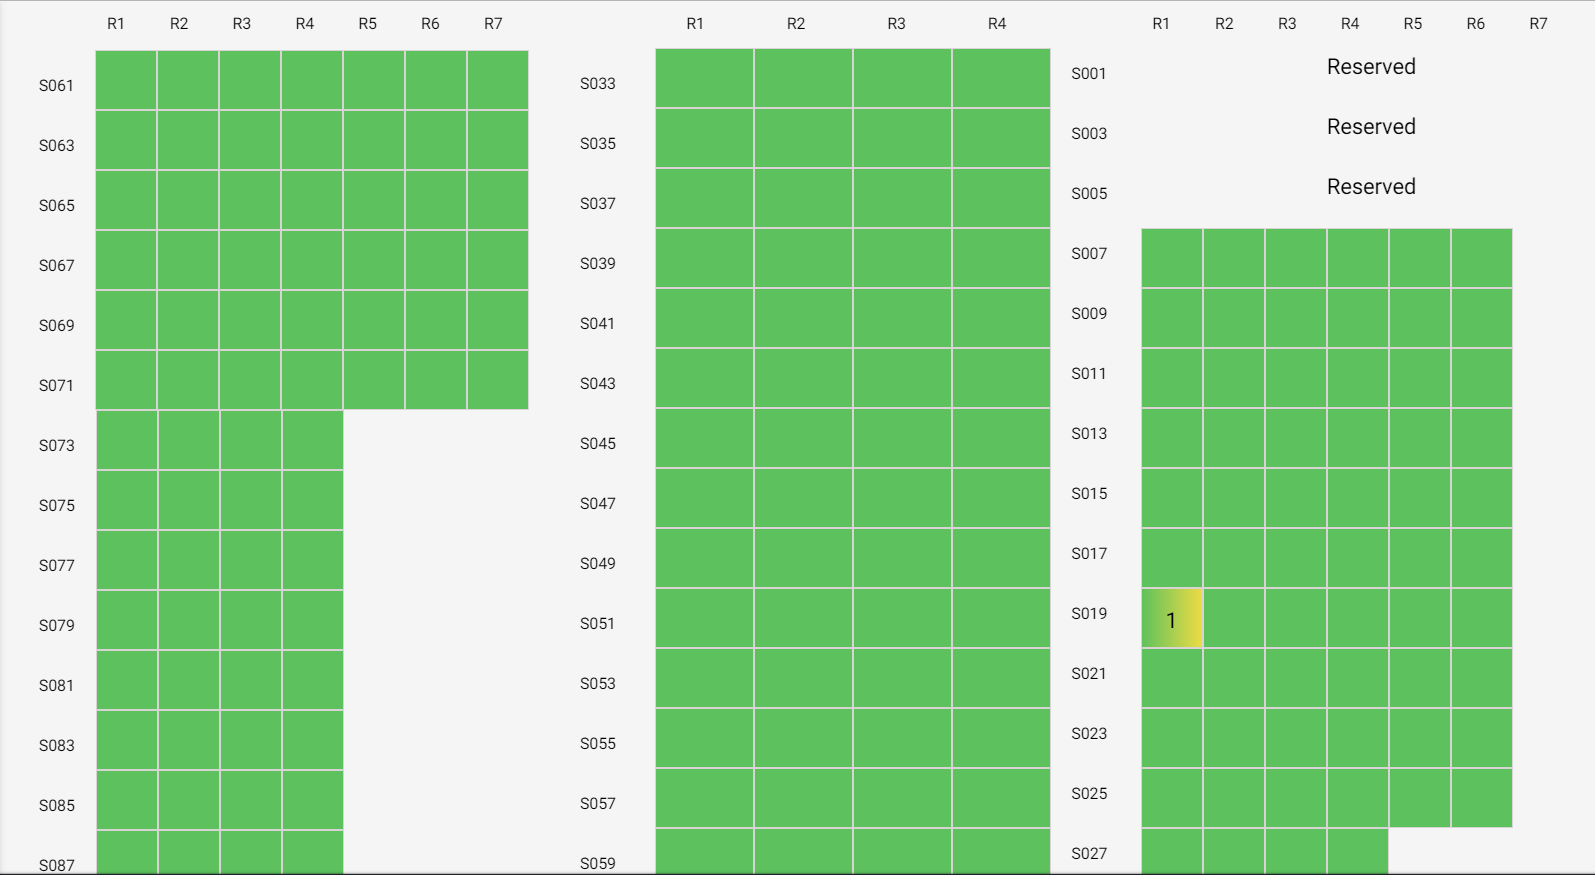 R1 R2 R3 R4 R5 R6 R7
S061
S063
S065
S067
S069
S071
S073
S075
S077
S079
S081
S083
S085
S087
R1 R2 R3 R4
S033
S035
S037
S039
S041
S043
S045
S047
S049
S051
S053
S055
S057
S059
R1 R2 R3 R4 R5 R6 R7
S001 Reserved
S003 Reserved
S005 Reserved
S007
S009
S011
S013
S015
S017
S019 1
S021
S023
S025
S027